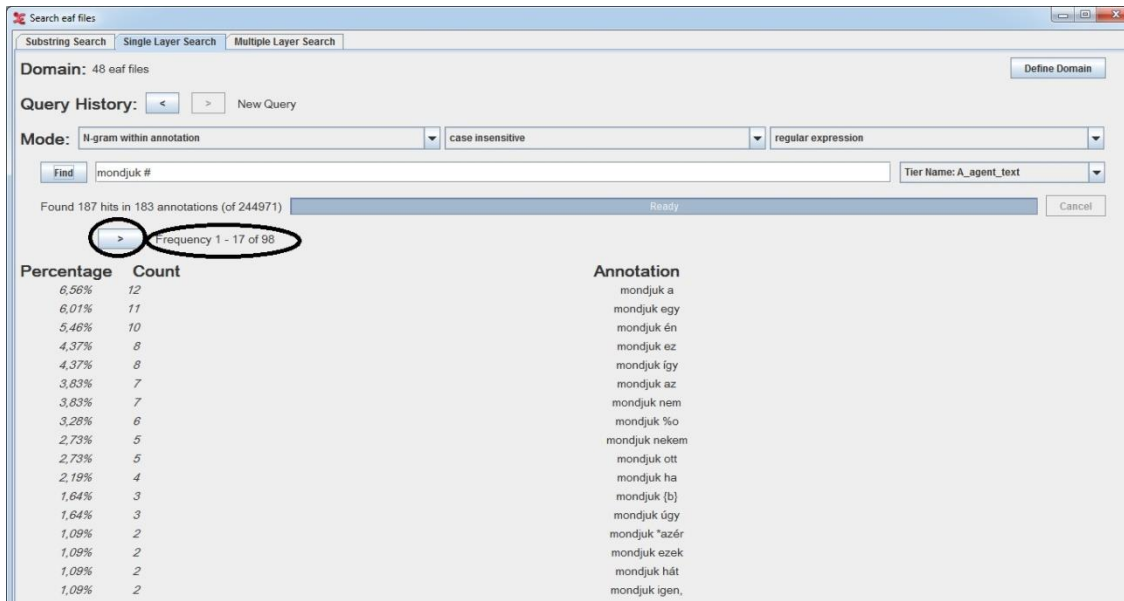 Search eaf files
Substring Search Single Layer Search Multiple Layer Search
Domain: 48 eaf files Define Domain
Query History: < > New Query
Mode: N-gram within annotation case insensitive regular expression
Find mondjuk # Tier Name: A_agent_text
Found 187 hits in 183 annotations (of 244971) Ready Cancel
> Frequency 1 - 17 of 98
Percentage Count Annotation
6,56% 12 mondjuk a
6,01% 11 mondjuk egy
5,46% 10 mondjuk én
4,37% 8 mondjuk ez
4,37% 8 mondjuk így
3,83% 7 mondjuk az
3,83% 7 mondjuk nem
3,28% 6 mondjuk %o
2,73% 5 mondjuk nekem
2,73% 5 mondjuk ott
2,19% 4 mondjuk ha
1,64% 3 mondjuk {b}
1,64% 3 mondjuk úgy
1,09% 2 mondjuk "azér
1,09% 2 mondjuk ezek
1,09% 2 mondjuk hát
1,09% 2 mondjuk igen,